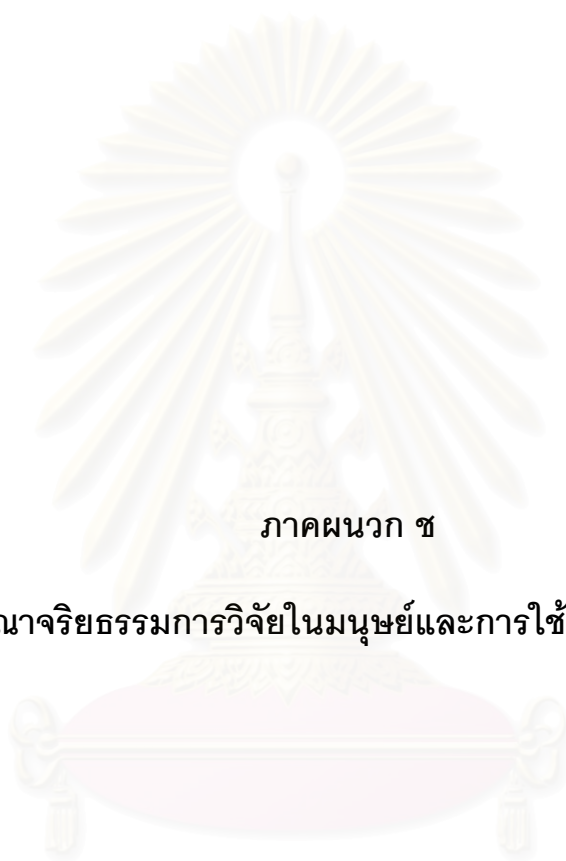 ภาคผนวก ช
ณาจริยธรรมการวิจัยในมนุษย์และการใช้